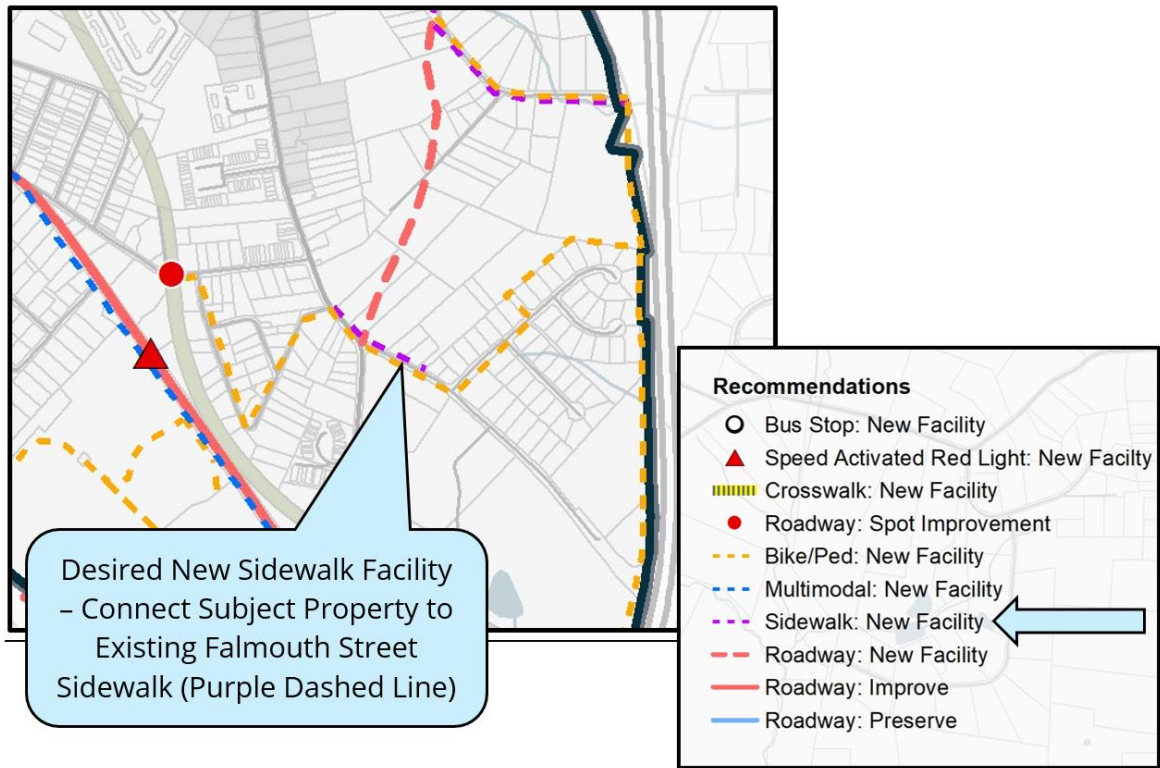 Desired New Sidewalk Facility
– Connect Subject Property to
Existing Falmouth Street
Sidewalk (Purple Dashed Line)
Recommendations
Bus Stop: New Facility
Speed Activated Red Light: New Facilty
Crosswalk: New Facility
Roadway: Spot Improvement
Bike/Ped: New Facility
Multimodal: New Facility
Sidewalk: New Facility
Roadway: New Facility
Roadway: Improve
Roadway: Preserve